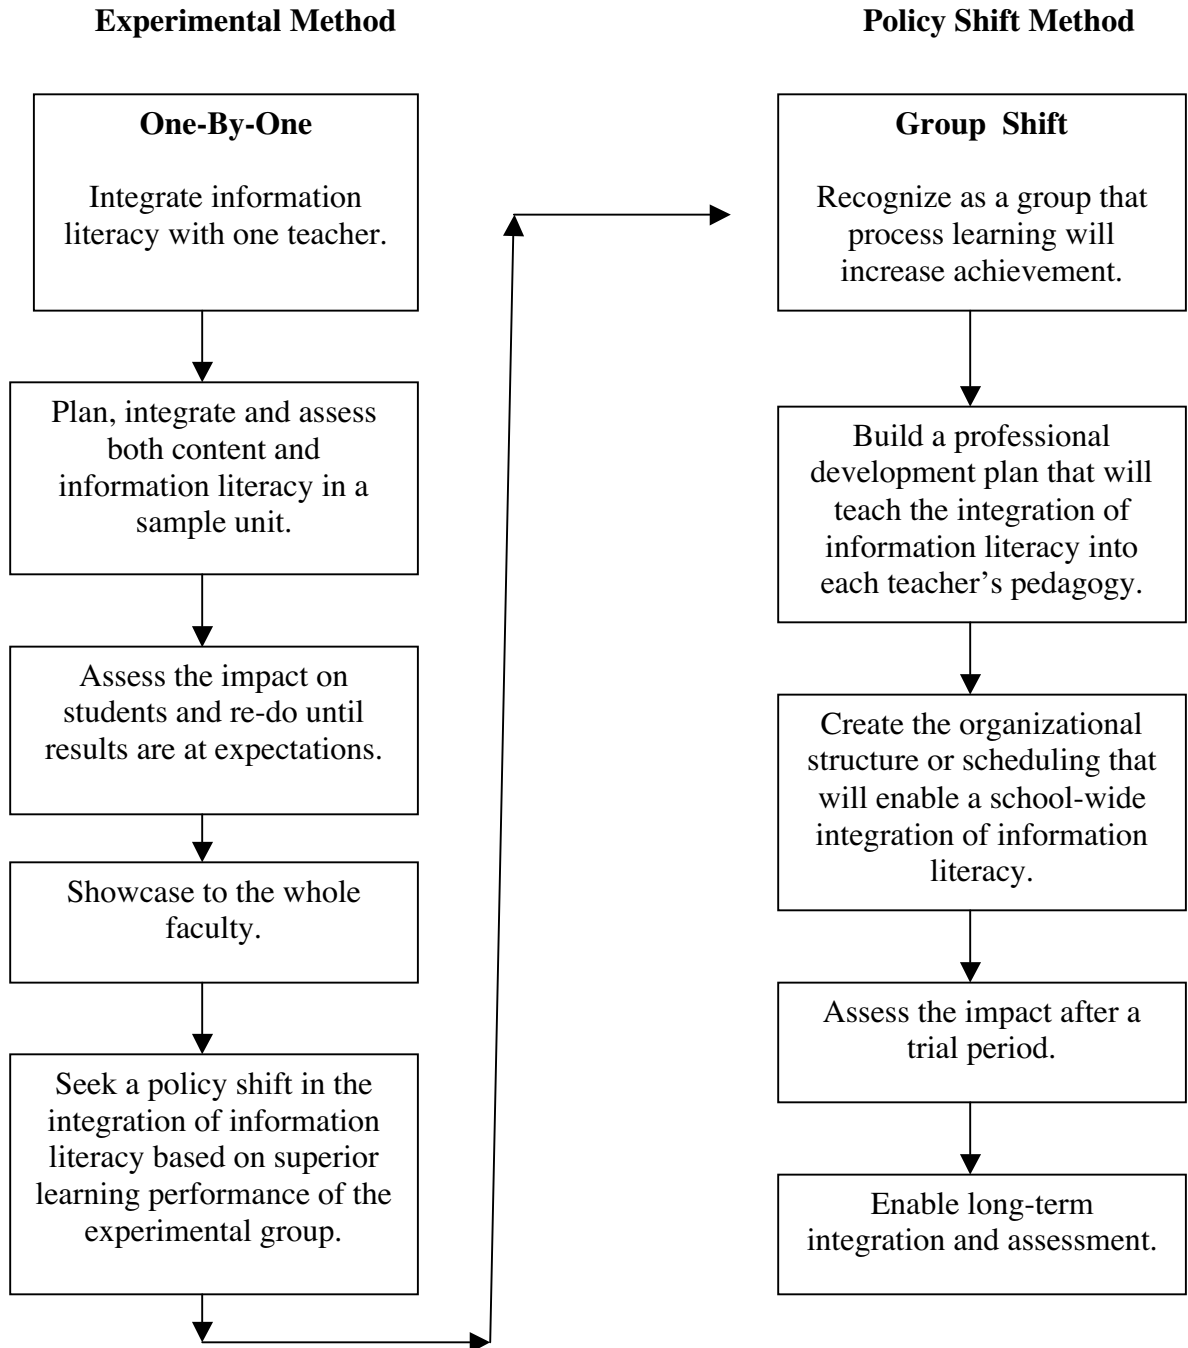 Experimental Method
Policy Shift Method
One-By-One
Integrate information
literacy with one teacher.
Plan, integrate and assess
both content and
information literacy in a
sample unit.
Assess the impact on
students and re-do until
results are at expectations.
Showcase to the whole
faculty.
Seek a policy shift in the
integration of information
literacy based on superior
learning performance of the
experimental group.
Group Shift
Recognize as a group that
process learning will
increase achievement.
Build a professional
development plan that will
teach the integration of
information literacy into
each teacher’s pedagogy.
Create the organizational
structure or scheduling that
will enable a school-wide
integration of information
literacy.
Assess the impact after a
trial period.
Enable long-term
integration and assessment.